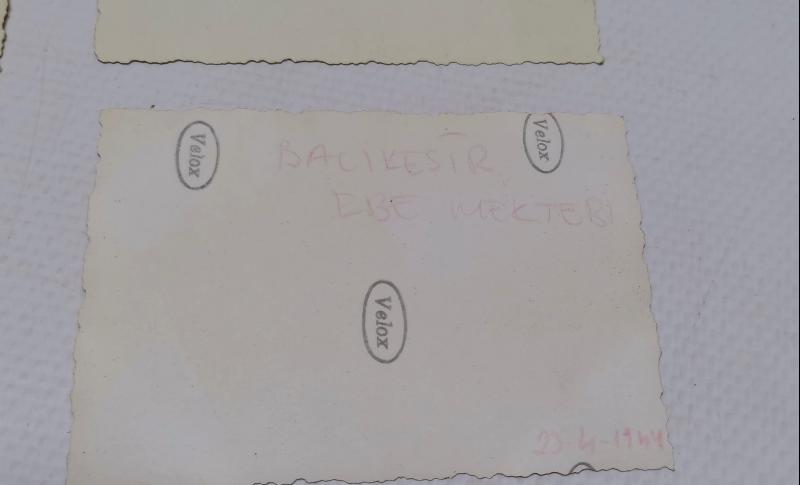 Velox
Velox
BALIKESİR
EBE MEKTEBİ
Velox
23-4-1944